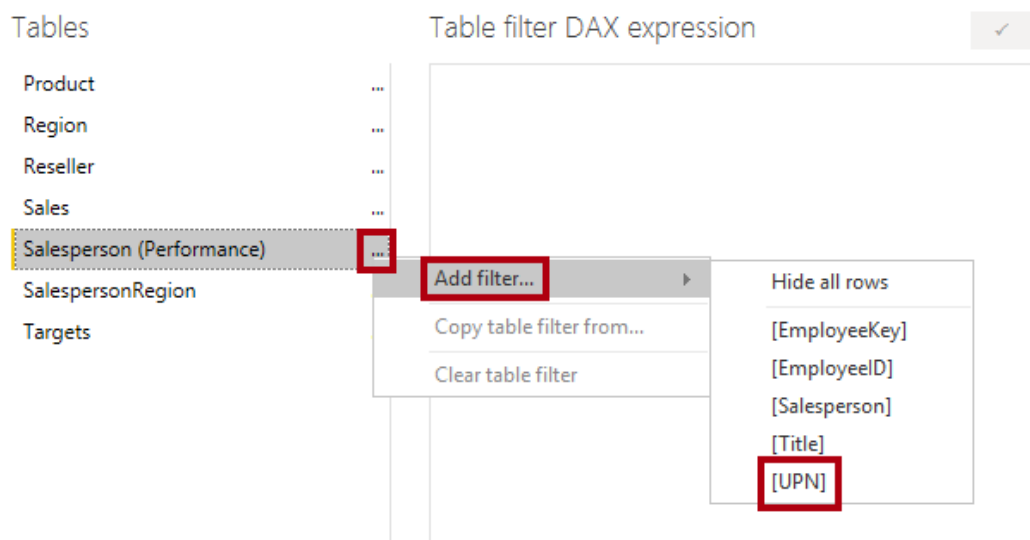 Tables
Table filter DAX expression
Product ...
Region ...
Reseller ...
Sales ...
Salesperson (Performance) ...
SalespersonRegion
Targets
Add filter...
Copy table filter from...
Clear table filter
Hide all rows
[EmployeeKey]
[EmployeeID]
[Salesperson]
[Title]
[UPN]